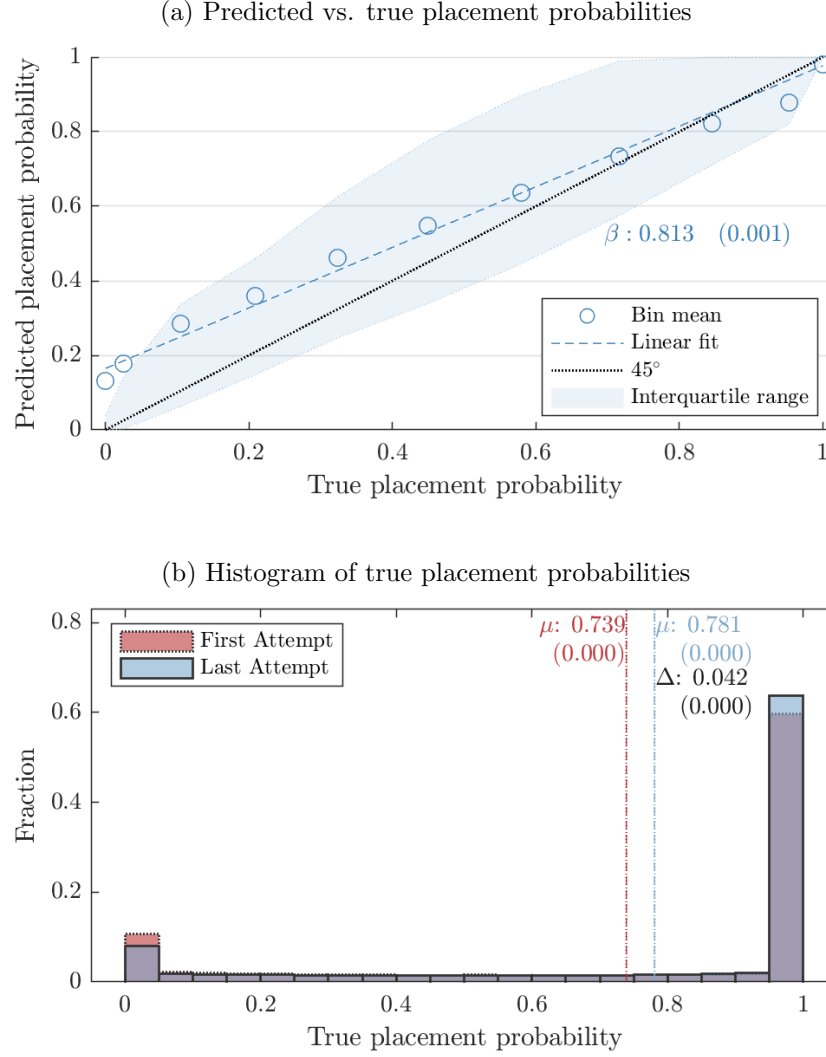 (a) Predicted vs. true placement probabilities
Predicted placement probability
1
0.8
0.6
0.4
0.2
0
β : 0.813 (0.001)
Bin mean
Linear fit
45°
Interquartile range
0 0.2 0.4 0.6 0.8 1
True placement probability
(b) Histogram of true placement probabilities
Fraction
0.8
0.6
0.4
0.2
0
First Attempt
Last Attempt
μ: 0.739
(0.000)
μ: 0.781
(0.000)
Δ: 0.042
(0.000)
0 0.2 0.4 0.6 0.8 1
True placement probability